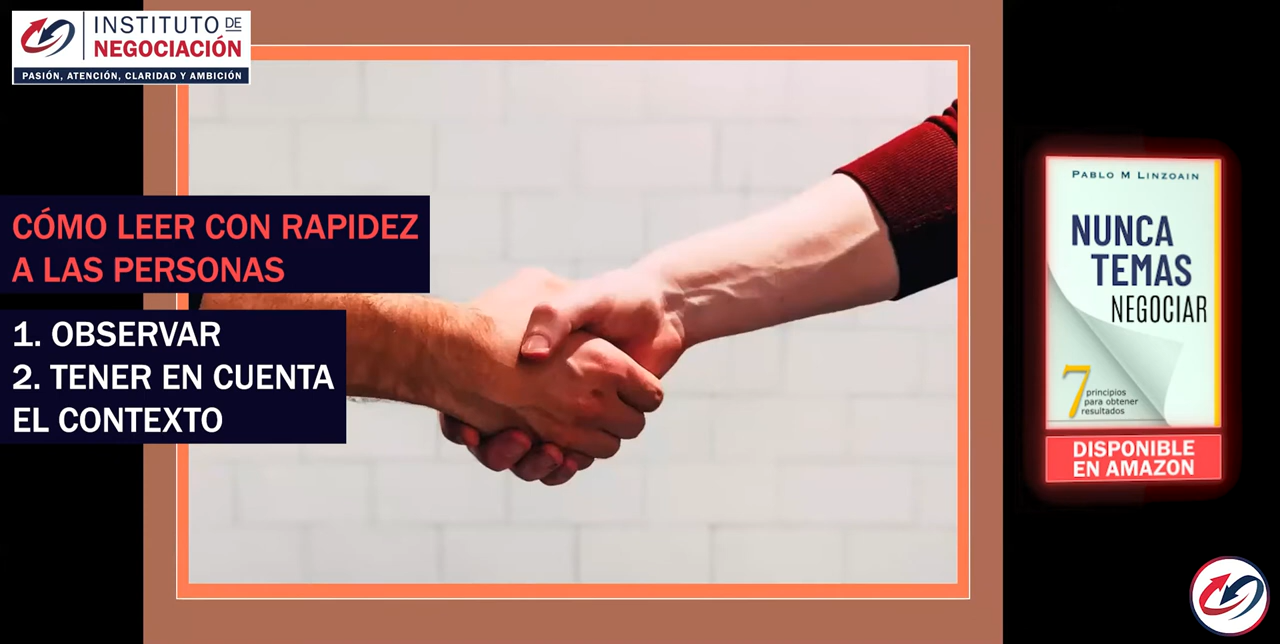 INSTITUTO DE
NEGOCIACIÓN
PASIÓN, ATENCIÓN, CLARIDAD Y AMBICIÓN
CÓMO LEER CON RAPIDEZ
A LAS PERSONAS
1. OBSERVAR
2. TENER EN CUENTA
EL CONTEXTO
PABLO M LINZOAIN
NUNCA
TEMAS
NEGOCIAR
7 principios
para obtener
resultados
DISPONIBLE
EN AMAZON